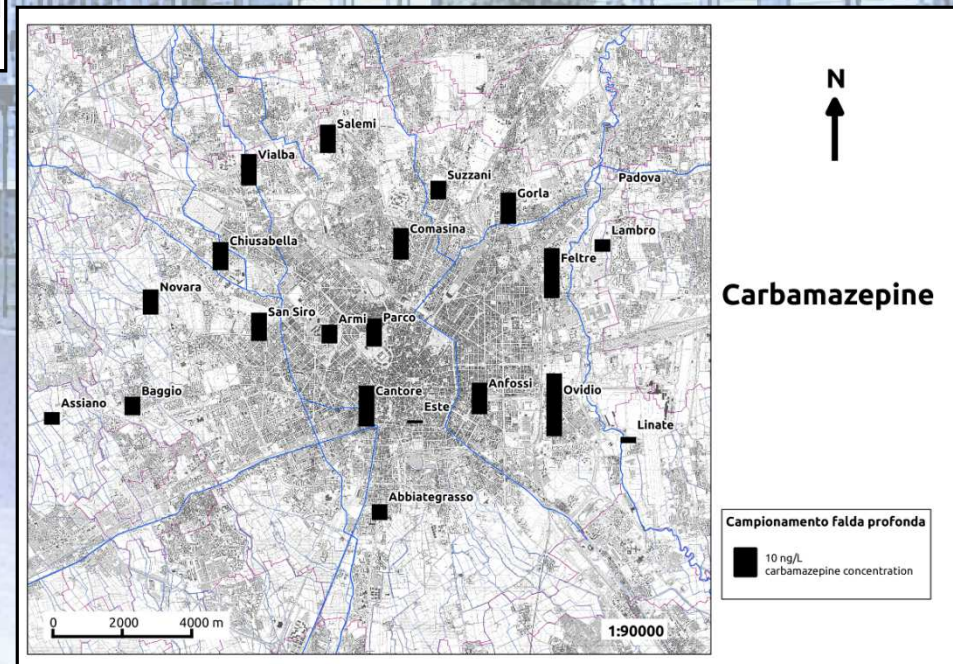 N
Salemi
Vialba
Suzzani
Padova
Gorla
Comasina
Lambro
Chiusabella
Feltre
Novara
San Siro
Armi
Parco
Carbamazepine
Baggio
Cantore
Anfossi
Ovidio
Assiano
Este
Linate
Abbiategrasso
Campionamento falda profonda
10 ng/L
carbamazepine concentration
0 2000 4000 m
1:90000